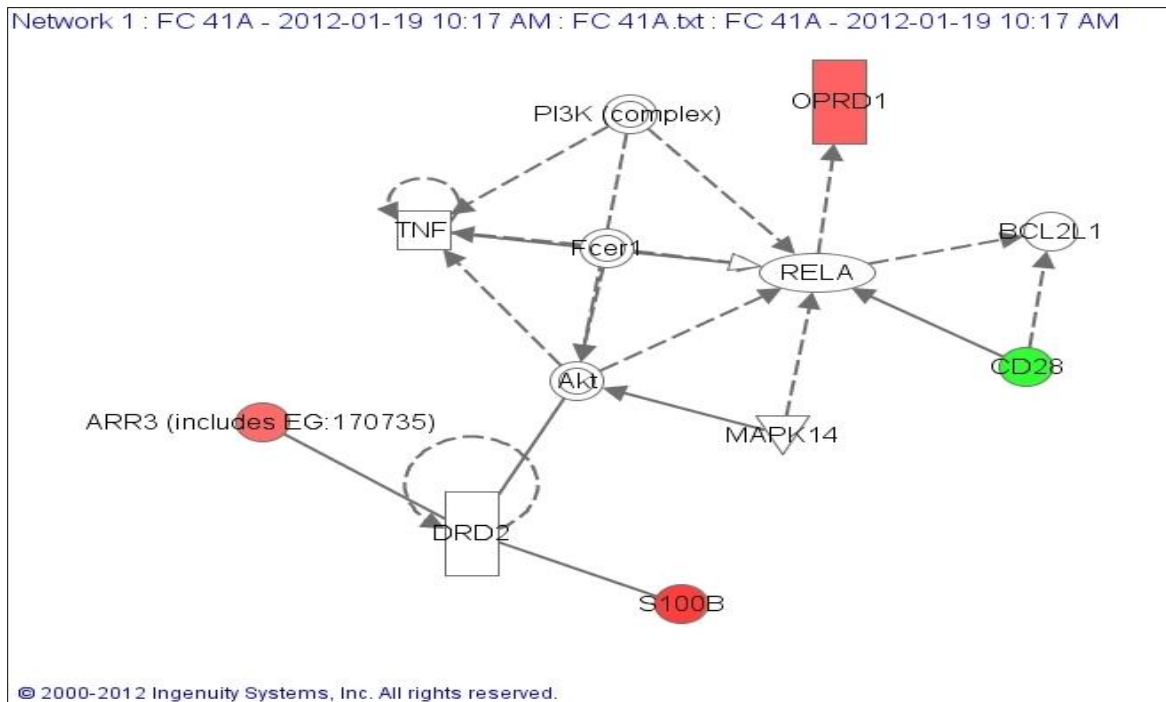 Network 1 : FC 41A - 2012-01-19 10:17 AM : FC 41A.txt : FC 41A - 2012-01-19 10:17 AM
OPRD1
PI3K (complex)
TNF
Fcer1
BCL2L1
RELA
CD28
Akt
ARR3 (includes EG:170735)
MAPK14
DRD2
S100B
© 2000-2012 Ingenuity Systems, Inc. All rights reserved.